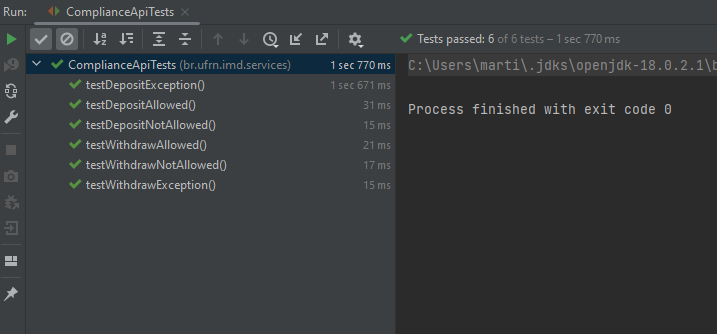 Run: ComplianceApiTests
Tests passed: 6 of 6 tests – 1 sec 770 ms
ComplianceApiTests (br.ufrn.imd.services) 1 sec 770 ms
testDepositException() 1 sec 671 ms
testDepositAllowed() 31 ms
testDepositNotAllowed() 15 ms
testWithdrawAllowed() 21 ms
testWithdrawNotAllowed() 17 ms
testWithdrawException() 15 ms
C:\Users\marti\.jdks\openjdk-18.0.2.1\b
Process finished with exit code 0